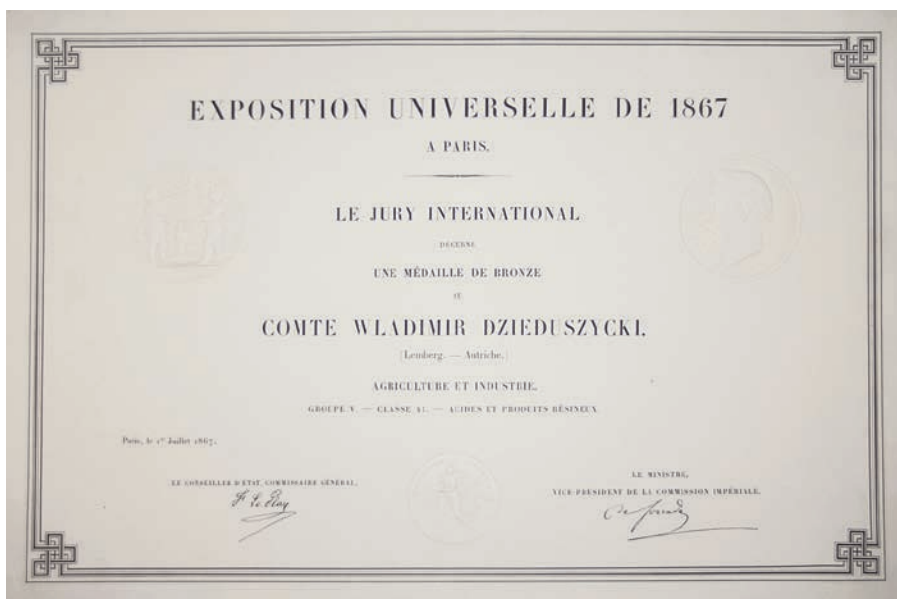 EXPOSITION UNIVERSELLE DE 1867
A PARIS.
LE JURY INTERNATIONAL
DÉCERNE
UNE MÉDAILLE DE BRONZE
AU
COMTE WLADIMIR DZIEDUSZYCKI.
(Lemberg. — Autriche.)
AGRICULTURE ET INDUSTRIE.
GROUPE V. — CLASSE — ACIDES ET PRODUITS RÉSINEUX.
Paris, le 1er Juillet 1867.
LE CONSEILLER D'ÉTAT, COMMISSAIRE GÉNÉRAL,
F. Le Play
LE MINISTRE,
VICE-PRÉSIDENT DE LA COMMISSION IMPÉRIALE,